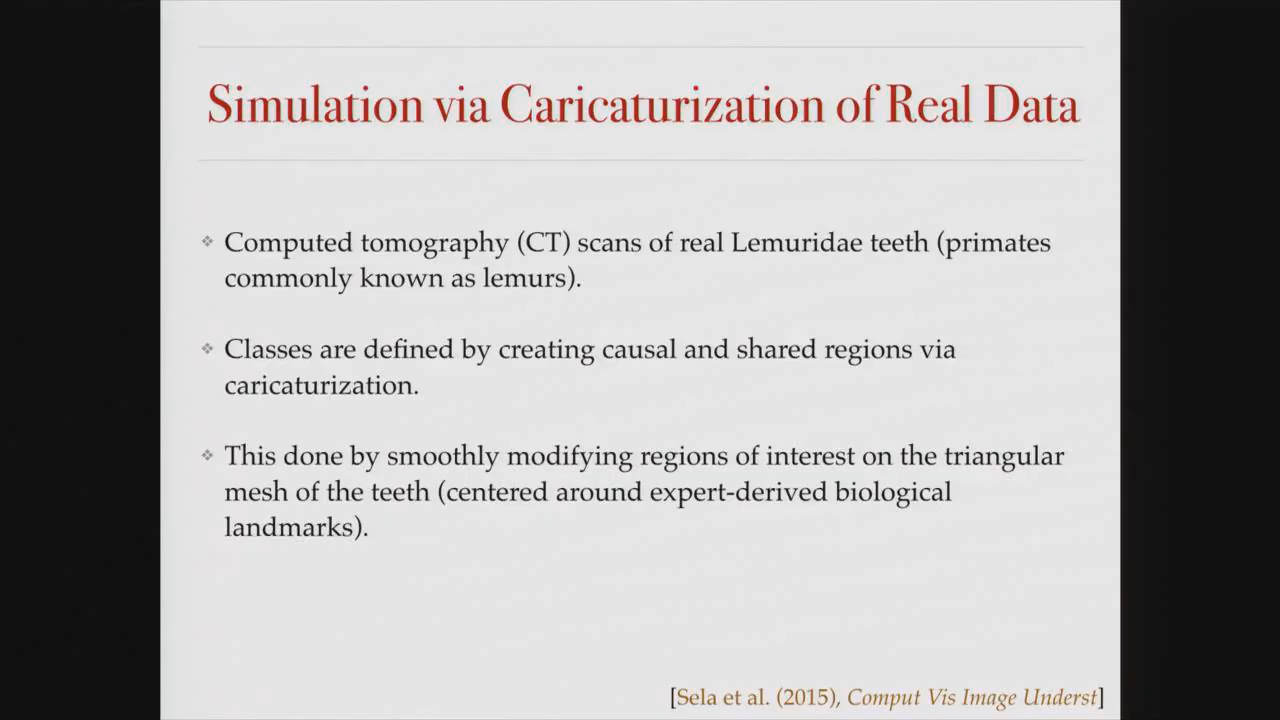 Simulation via Caricaturization of Real Data
❖ Computed tomography (CT) scans of real Lemuridae teeth (primates
commonly known as lemurs).
❖ Classes are defined by creating causal and shared regions via
caricaturization.
❖ This done by smoothly modifying regions of interest on the triangular
mesh of the teeth (centered around expert-derived biological
landmarks).
[Sela et al. (2015), Comput Vis Image Underst]